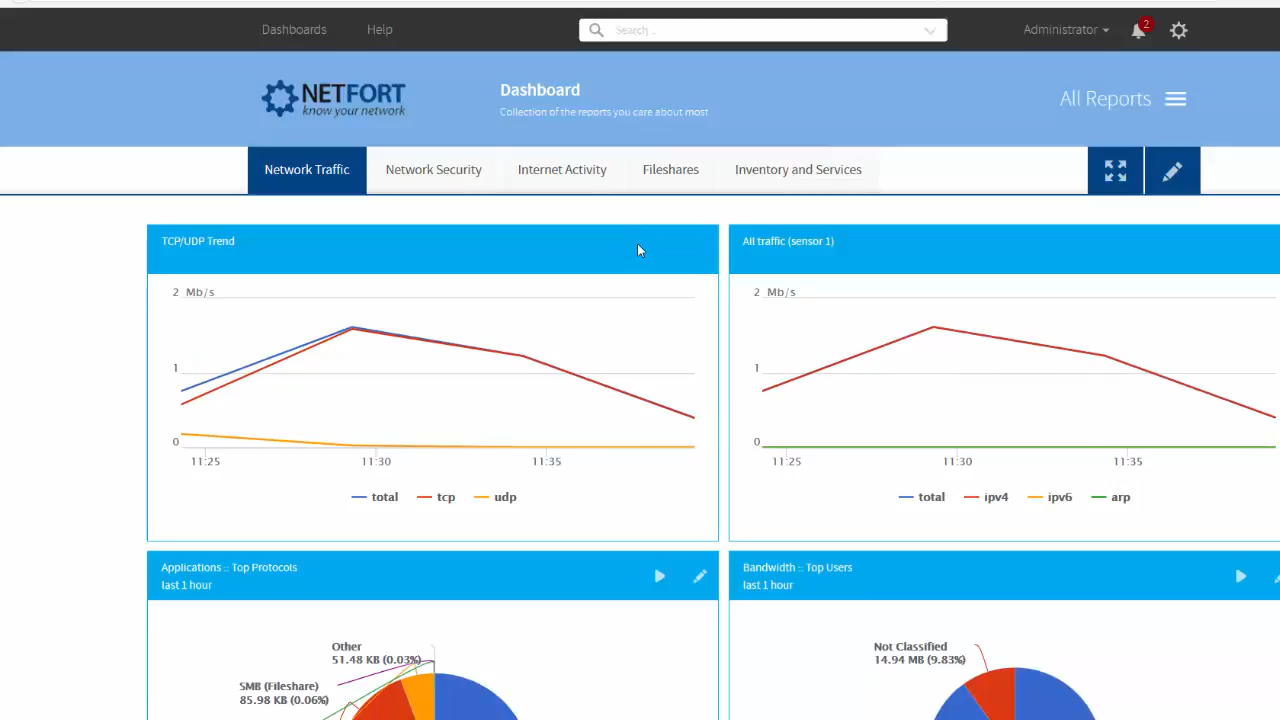 Dashboards Help Search... Administrator 2
NETFORT
know your network
Dashboard
Collection of the reports you care about most
All Reports
Network Traffic Network Security Internet Activity Fileshares Inventory and Services
TCP/UDP Trend
2 Mb/s
1
0
11:25 11:30 11:35
total tcp udp
All traffic (sensor 1)
2 Mb/s
1
0
11:25 11:30 11:35
total ipv4 ipv6 arp
Applications :: Top Protocols
last 1 hour
Other
51.48 KB (0.03%)
SMB (Fileshare)
85.98 KB (0.06%)
Bandwidth :: Top Users
last 1 hour
Not Classified
14.94 MB (9.83%)